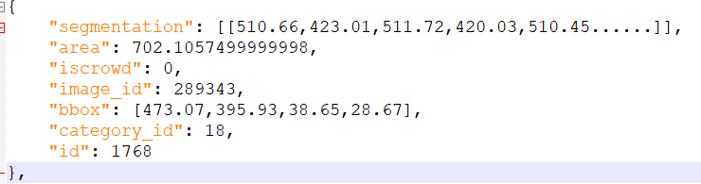 {
"segmentation": [[510.66,423.01,511.72,420.03,510.45......]],
"area": 702.1057499999998,
"iscrowd": 0,
"image_id": 289343,
"bbox": [473.07,395.93,38.65,28.67],
"category_id": 18,
"id": 1768
},